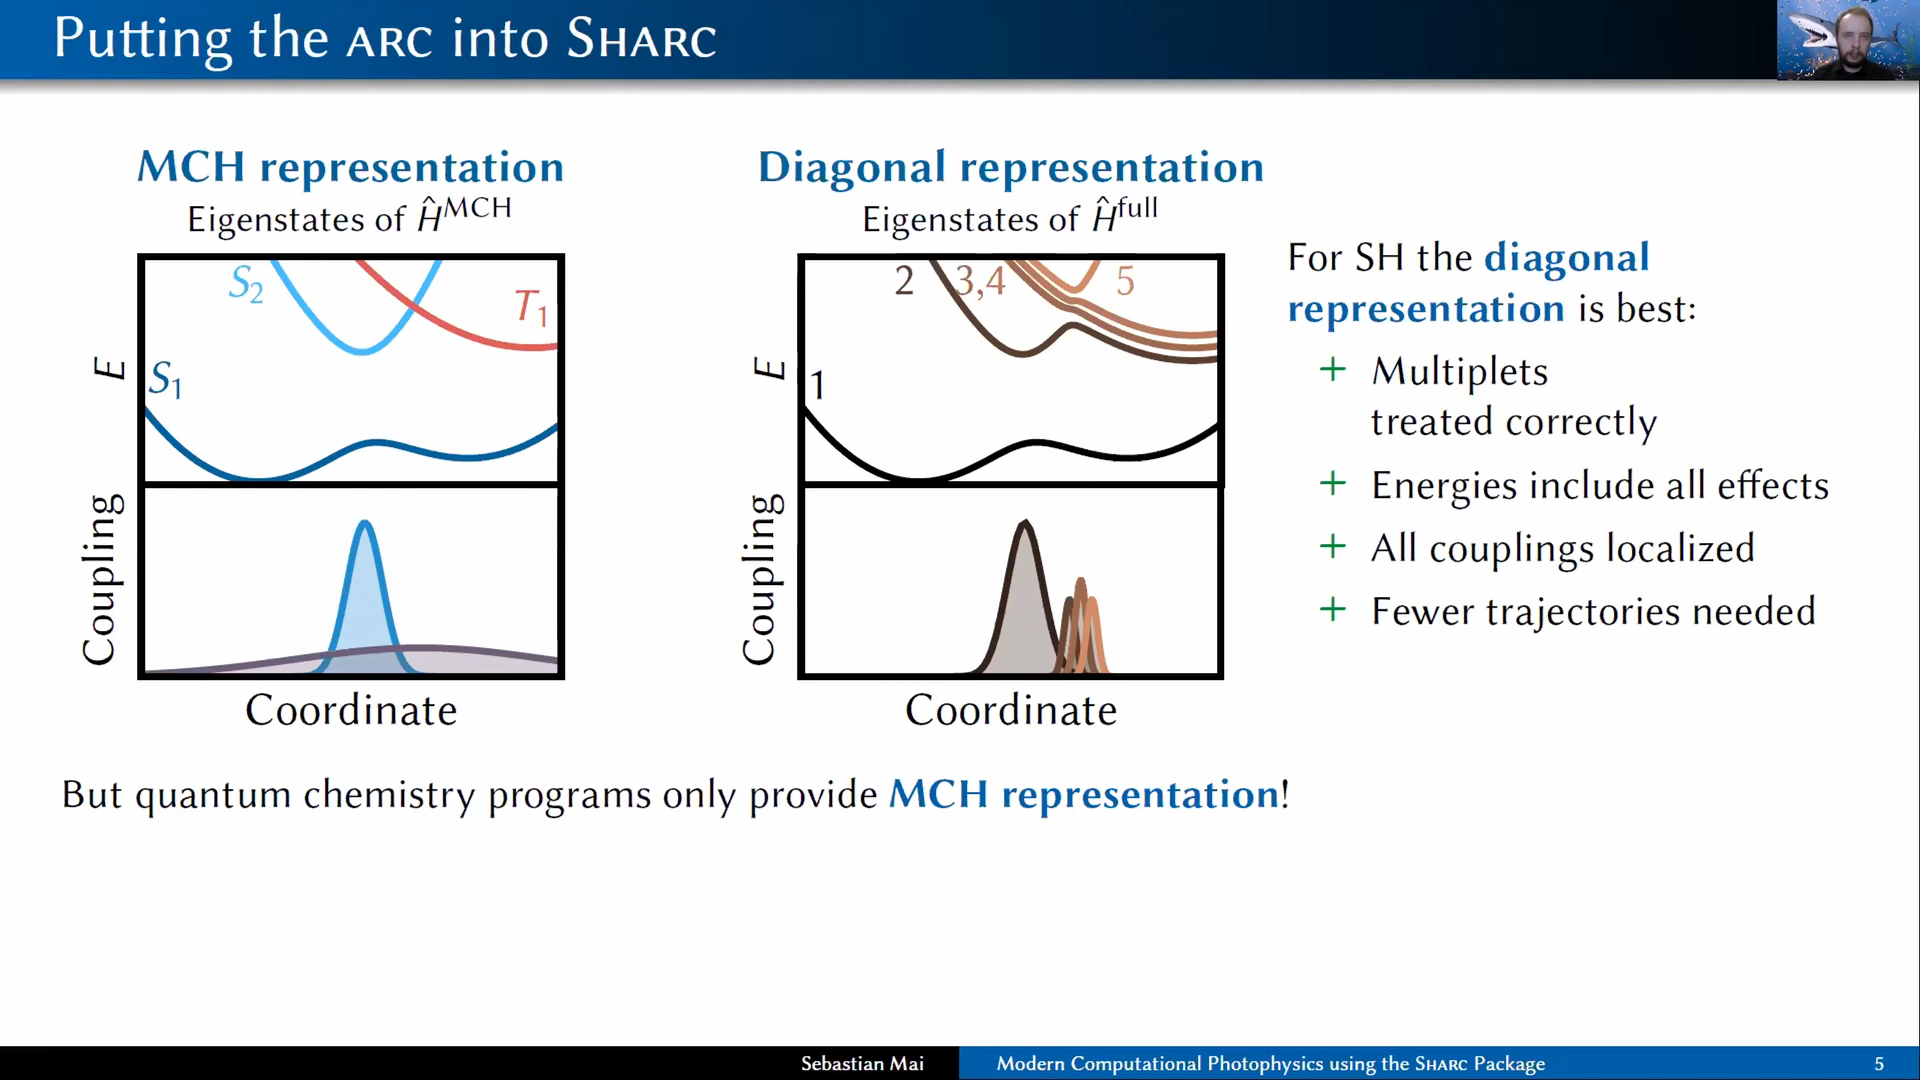 Putting the ARC into SHARC
MCH representation
Eigenstates of Ĥ^MCH
S₂
T₁
S₁
E
Coupling
Coordinate
Diagonal representation
Eigenstates of Ĥ^full
2
3,4
5
1
E
Coupling
Coordinate
For SH the diagonal
representation is best:
+ Multiplets
treated correctly
+ Energies include all effects
+ All couplings localized
+ Fewer trajectories needed
But quantum chemistry programs only provide MCH representation!
Sebastian Mai
Modern Computational Photophysics using the SHARC Package
5